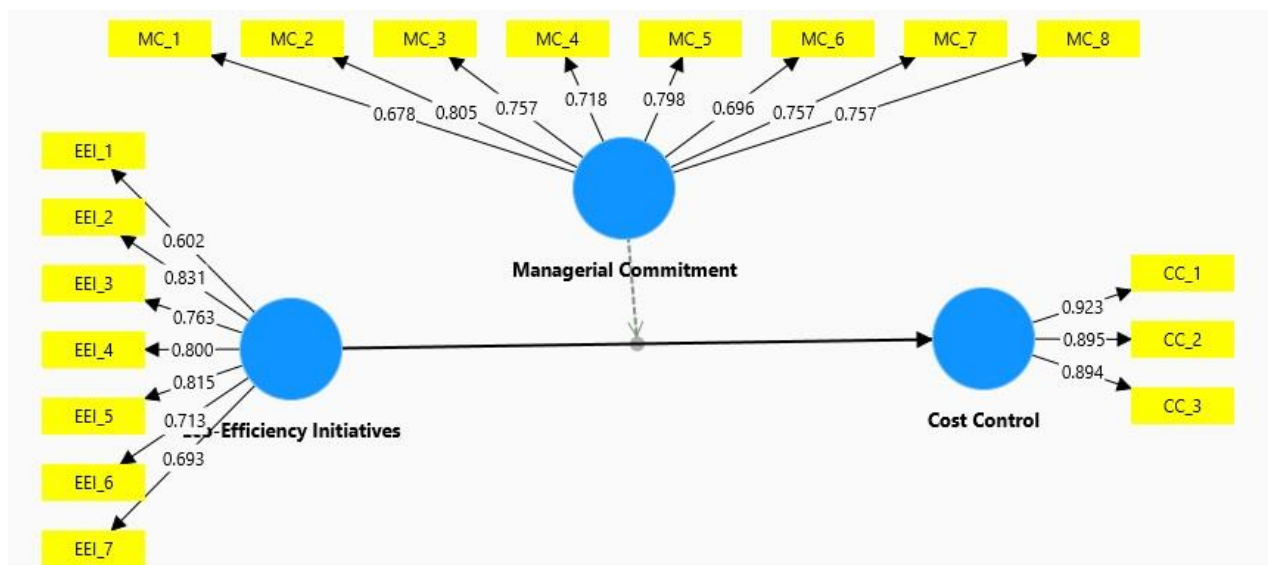 MC_1 MC_2 MC_3 MC_4 MC_5 MC_6 MC_7 MC_8
0.678 0.805 0.757 0.718 0.798 0.696 0.757 0.757
Managerial Commitment
EEI_1
EEI_2
EEI_3
EEI_4
EEI_5
EEI_6
EEI_7
0.602
0.831
0.763
0.800
0.815
0.713
0.693
-Efficiency Initiatives
CC_1
CC_2
CC_3
0.923
0.895
0.894
Cost Control